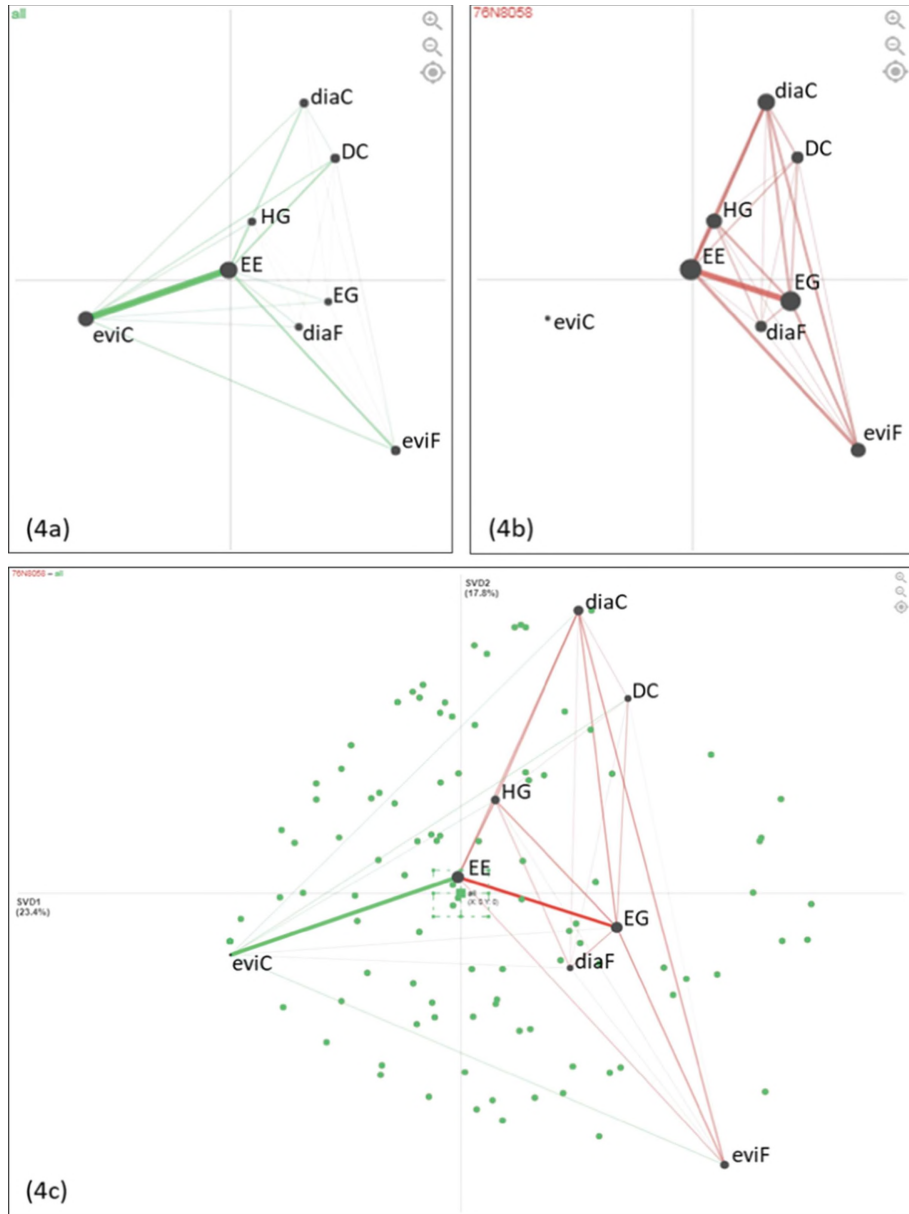 all
diaC
DC
HG
EE
EG
eviC
diaF
eviF
(4a)
76N8058
diaC
DC
HG
EE
EG
eviC
diaF
eviF
(4b)
76N8058 – all
SVD2
(17.8%)
diaC
DC
HG
EE
all
SVD1
(23.4%)
EG
eviC
diaF
eviF
(4c)